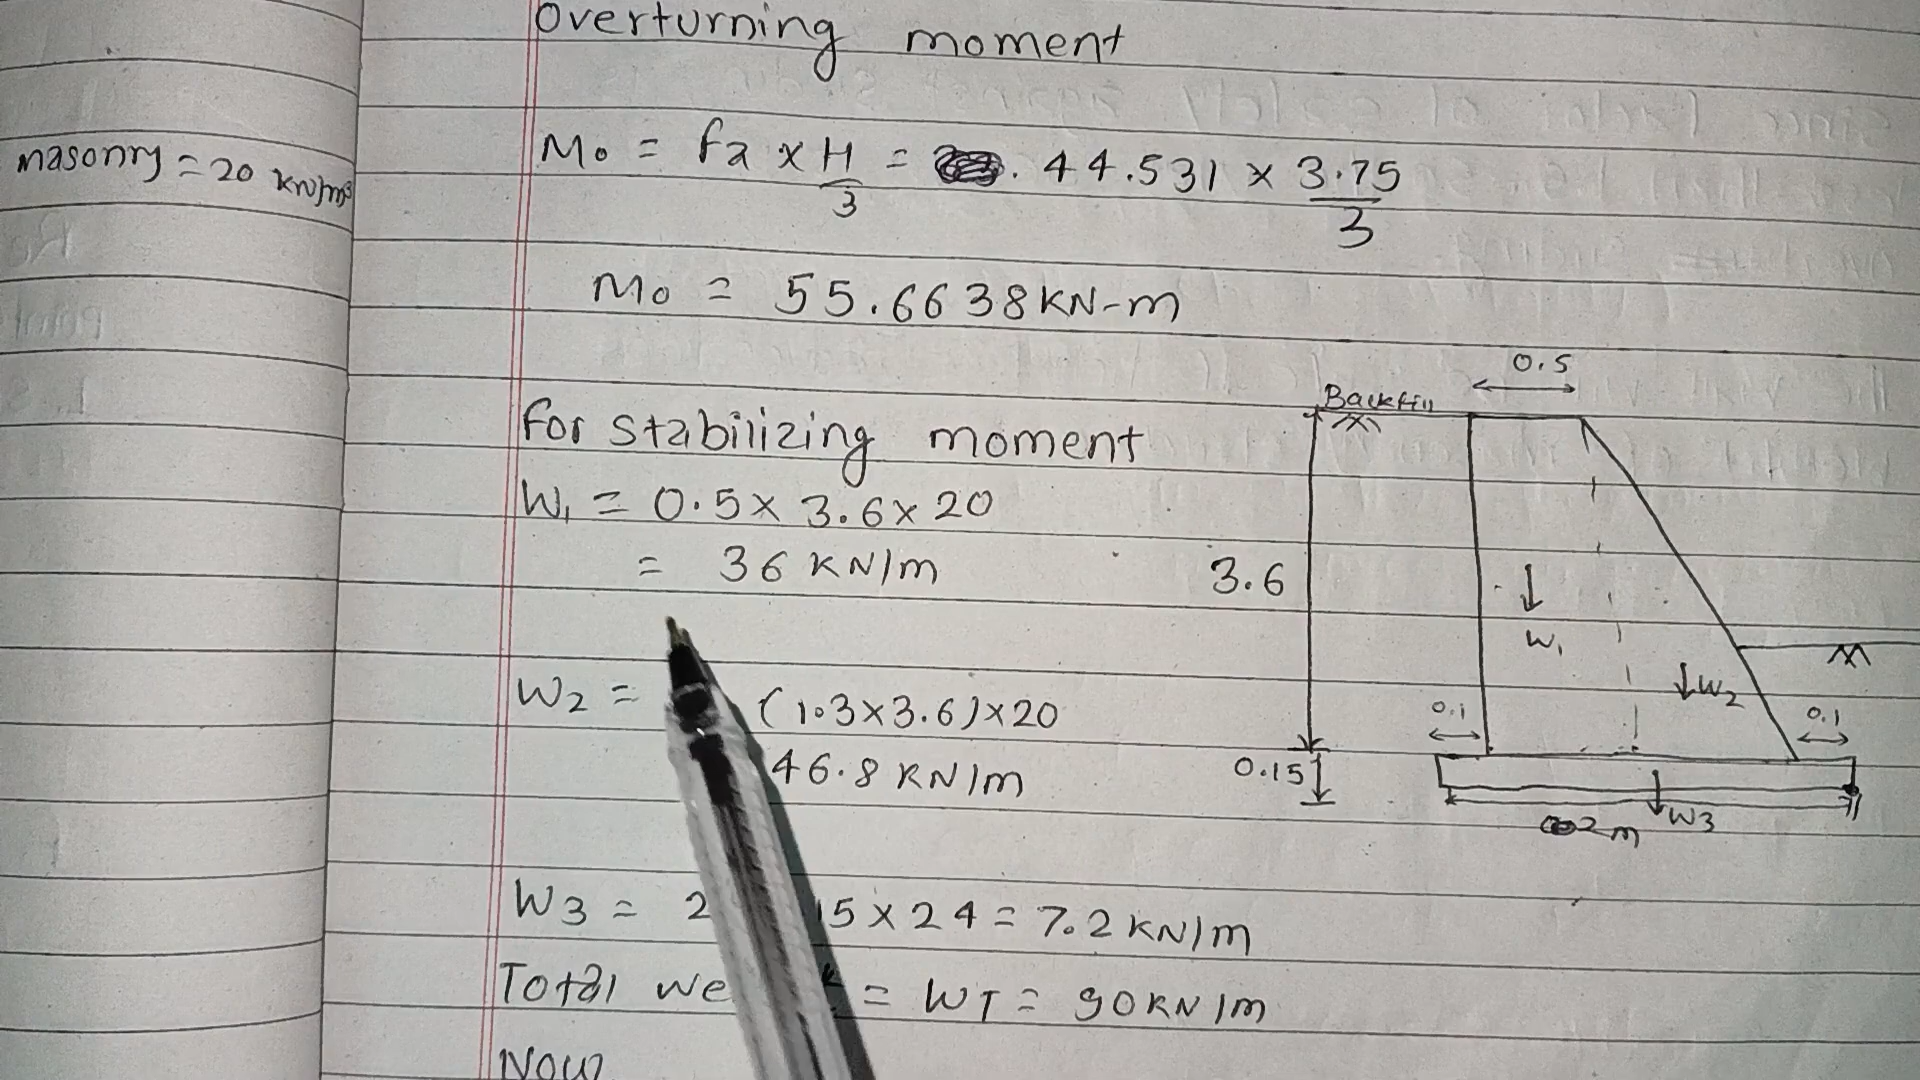 overturning moment
masonry = 20 KN/m³
Mo = fa x H/3 = 44.531 x 3.75/3
Mo = 55.6638 KN-m
for stabilizing moment
W1 = 0.5 x 3.6 x 20
= 36 KN/m
W2 = (1.3 x 3.6) x 20
46.8 KN/m
W3 = 2 15 x 24 = 7.2 KN/m
Total = WT = 90 KN/m
Now
0.5
Backfill
3.6
W1
W2
0.1
0.1
0.15
W3
2 m